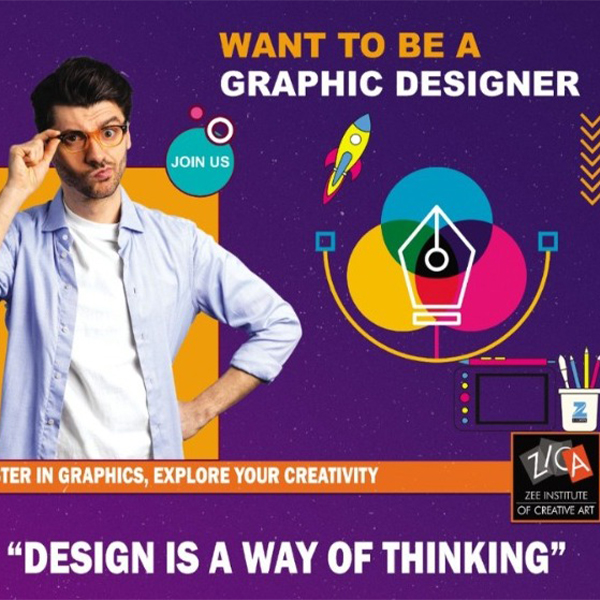 WANT TO BE A
GRAPHIC DESIGNER
JOIN US
TER IN GRAPHICS, EXPLORE YOUR CREATIVITY
Z
ZICA
ZEE INSTITUTE
OF CREATIVE ART
“DESIGN IS A WAY OF THINKING”